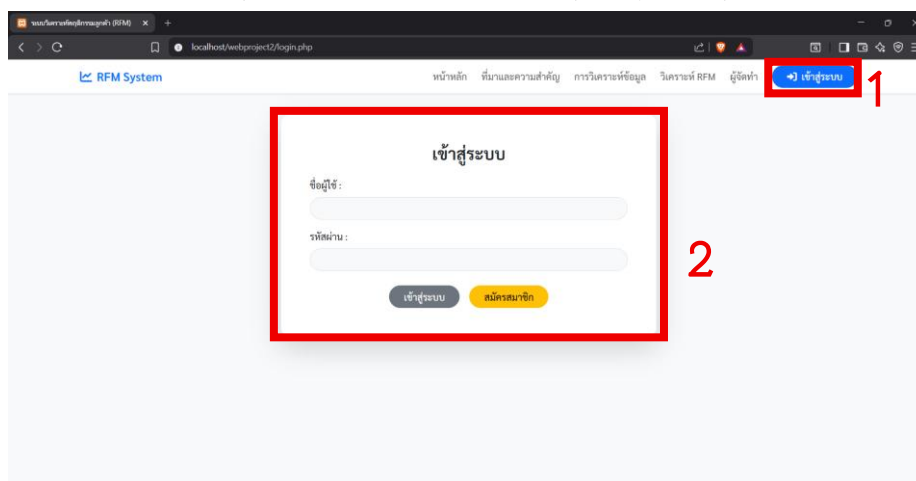 ระบบวิเคราะห์พฤติกรรมลูกค้า (RFM)
localhost/webproject2/login.php
RFM System
หน้าหลัก ที่มาและความสำคัญ การวิเคราะห์ข้อมูล วิเคราะห์ RFM ผู้จัดทำ เข้าสู่ระบบ
1
เข้าสู่ระบบ
ชื่อผู้ใช้ :
รหัสผ่าน :
2
เข้าสู่ระบบ สมัครสมาชิก